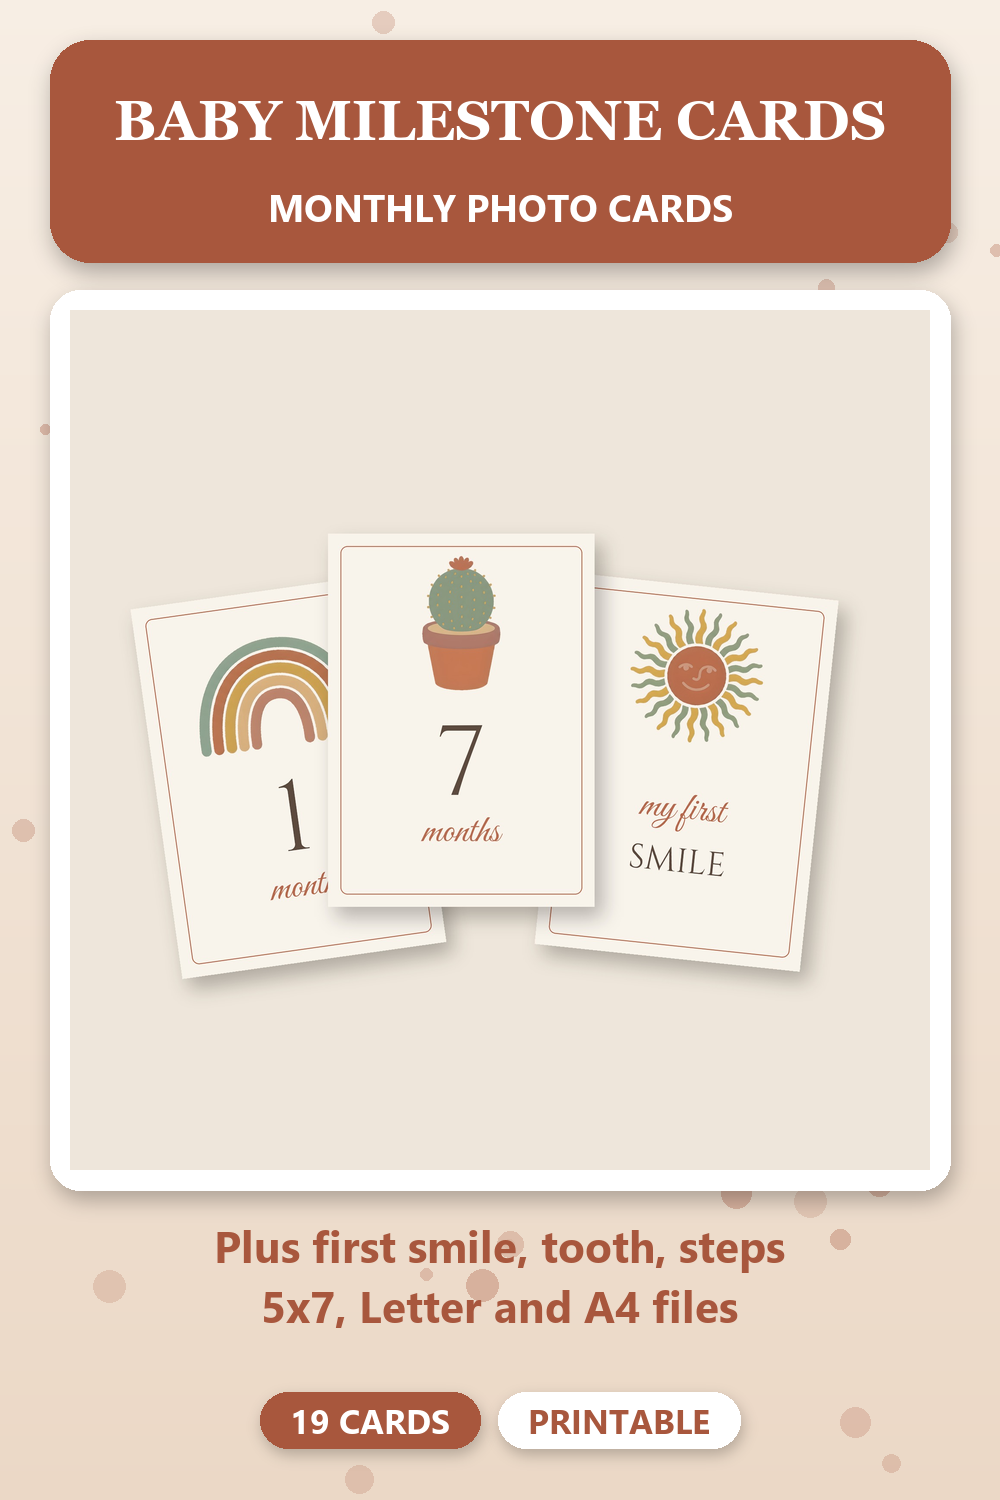 BABY MILESTONE CARDS
MONTHLY PHOTO CARDS
1
7
months
my first
SMILE
Plus first smile, tooth, steps
5x7, Letter and A4 files
19 CARDS
PRINTABLE